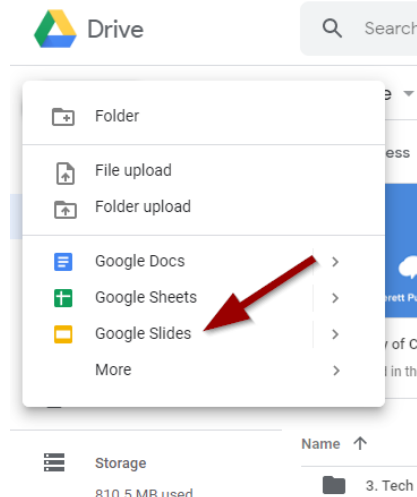 Drive
Search
Folder
File upload
Folder upload
Google Docs
Google Sheets
Google Slides
More
Name
Storage
810.5 MB used
3. Tech